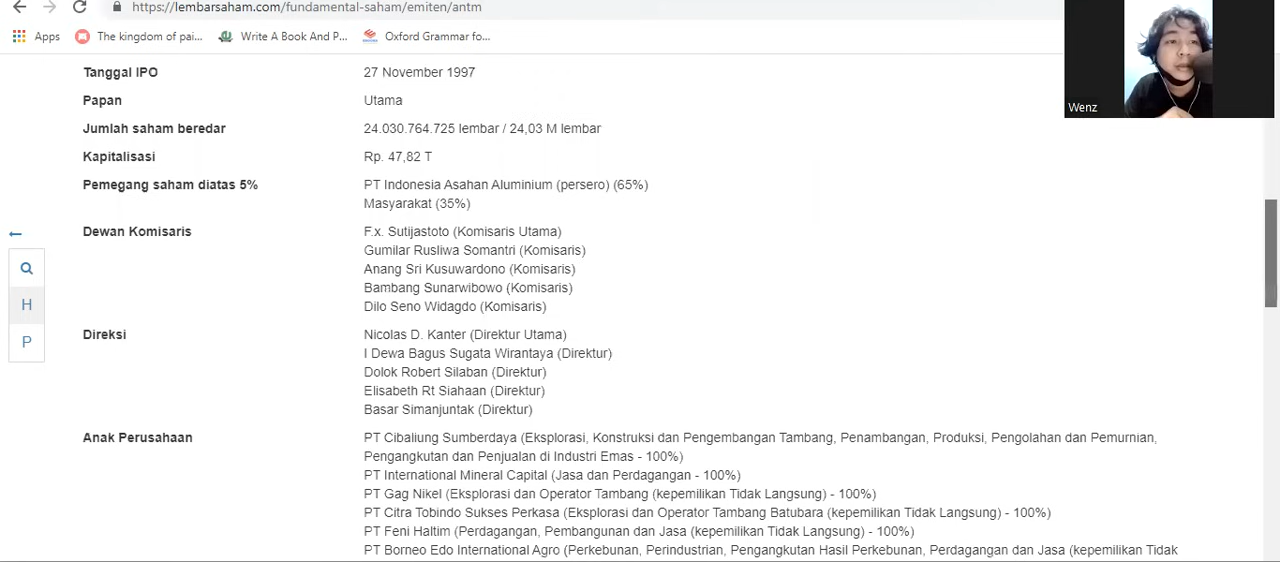 https://lembarsaham.com/fundamental-saham/emiten/antm
Apps The kingdom of pai... Write A Book And P... Oxford Grammar fo...
Wenz
Tanggal IPO 27 November 1997
Papan Utama
Jumlah saham beredar 24.030.764.725 lembar / 24,03 M lembar
Kapitalisasi Rp. 47,82 T
Pemegang saham diatas 5% PT Indonesia Asahan Aluminium (persero) (65%)
Masyarakat (35%)
Dewan Komisaris F.x. Sutijastoto (Komisaris Utama)
Gumilar Rusliwa Somantri (Komisaris)
Anang Sri Kusuwardono (Komisaris)
Bambang Sunarwibowo (Komisaris)
Dilo Seno Widagdo (Komisaris)
H
P
Direksi Nicolas D. Kanter (Direktur Utama)
I Dewa Bagus Sugata Wirantaya (Direktur)
Dolok Robert Silaban (Direktur)
Elisabeth Rt Siahaan (Direktur)
Basar Simanjuntak (Direktur)
Anak Perusahaan PT Cibaliung Sumberdaya (Eksplorasi, Konstruksi dan Pengembangan Tambang, Penambangan, Produksi, Pengolahan dan Pemurnian,
Pengangkutan dan Penjualan di Industri Emas - 100%)
PT International Mineral Capital (Jasa dan Perdagangan - 100%)
PT Gag Nikel (Eksplorasi dan Operator Tambang (kepemilikan Tidak Langsung) - 100%)
PT Citra Tobindo Sukses Perkasa (Eksplorasi dan Operator Tambang Batubara (kepemilikan Tidak Langsung) - 100%)
PT Feni Haltim (Perdagangan, Pembangunan dan Jasa (kepemilikan Tidak Langsung) - 100%)
PT Borneo Edo International Agro (Perkebunan, Perindustrian, Pengangkutan Hasil Perkebunan, Perdagangan dan Jasa (kepemilikan Tidak